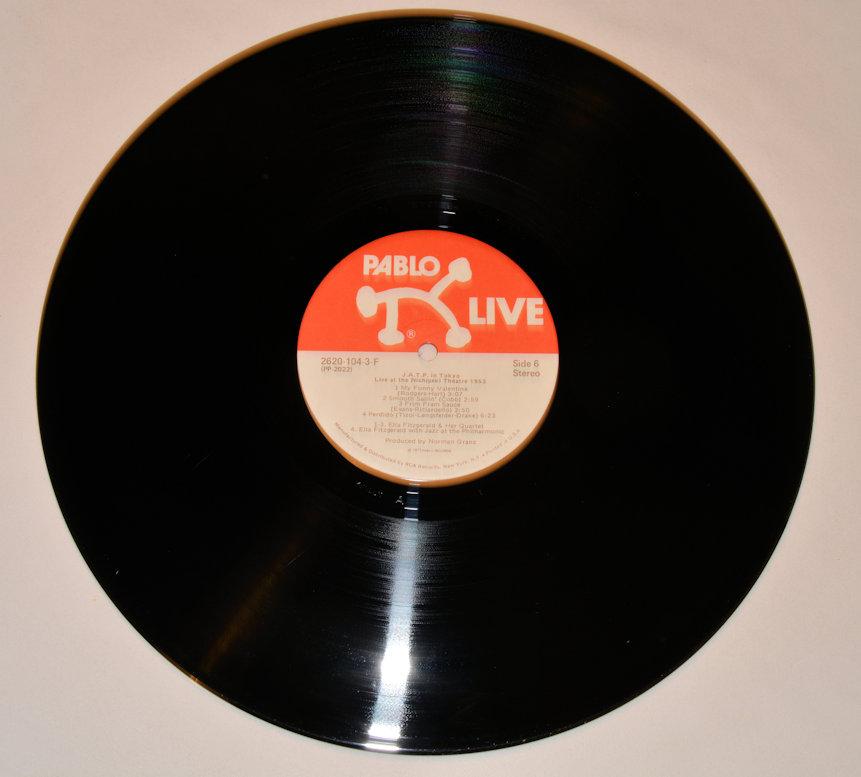 PABLO
LIVE
®
2620-104-3-F
(PP-2022)
Side 6
Stereo
J.A.T.P. in Tokyo
Live at the Nichigeki Theatre 1953
1 My Funny Valentine
(Rodgers-Hart) 3:07
2 Smooth Sailin' (Cobb) 2:59
3 Frim Fram Sauce
(Evans-Ricardello) 2:50
4 Perdido (Tizol-Lengsfelder-Drake) 6:23
1-3. Ella Fitzgerald & Her Quartet
4. Ella Fitzgerald with Jazz at the Philharmonic
Produced by Norman Granz
Manufactured & Distributed by RCA Records, New York, N.Y. • Printed in U.S.A.